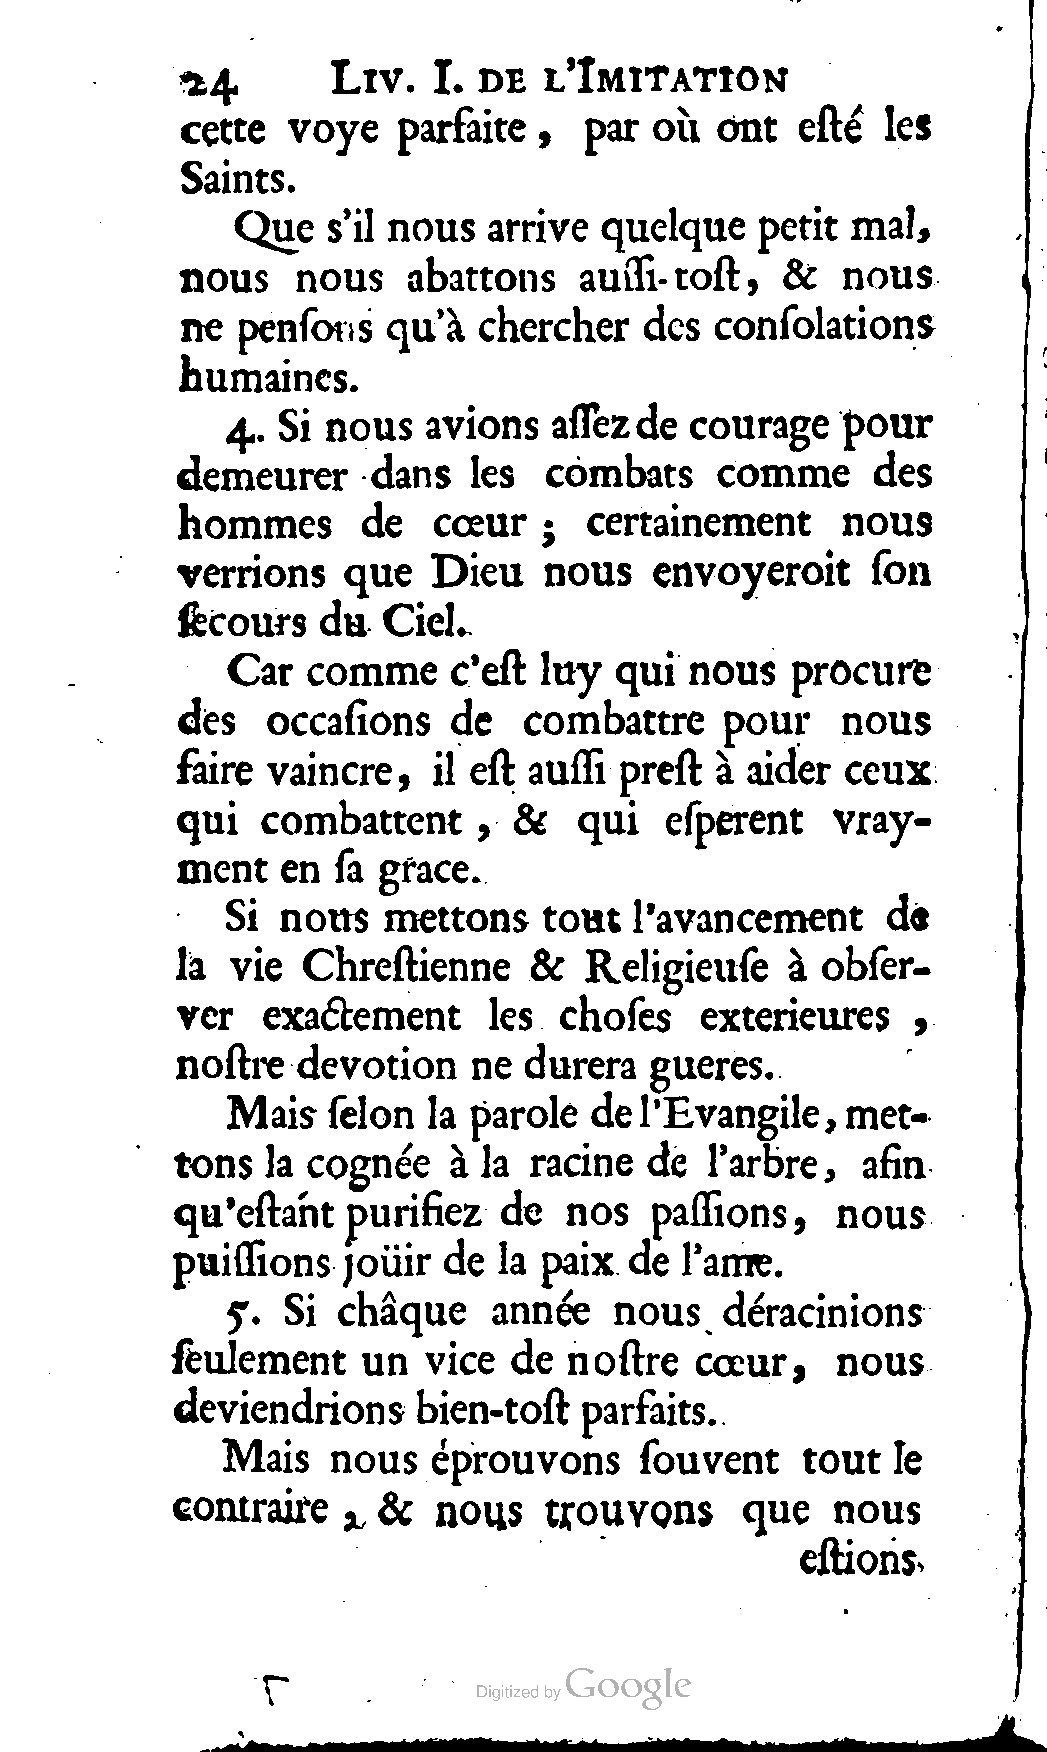 24 LIV. I. DE L'IMITATION
cette voye parfaite, par où ont eſté les
Saints.
Que s'il nous arrive quelque petit mal,
nous nous abattons auſſi-toſt, & nous
ne penſons qu'à chercher des conſolations
humaines.
4. Si nous avions aſſez de courage pour
demeurer dans les combats comme des
hommes de cœur ; certainement nous
verrions que Dieu nous envoyeroit ſon
ſecours du Ciel.
Car comme c'eſt luy qui nous procure
des occaſions de combattre pour nous
faire vaincre, il eſt auſſi preſt à aider ceux
qui combattent, & qui eſperent vray-
ment en ſa grace.
Si nous mettons tout l'avancement de
la vie Chreſtienne & Religieuſe à obſer-
ver exactement les choſes exterieures,
noſtre devotion ne durera gueres.
Mais ſelon la parole de l'Evangile, met-
tons la cognée à la racine de l'arbre, afin
qu'eſtant purifiez de nos paſſions, nous
puiſſions joüir de la paix de l'ame.
5. Si châque année nous déracinions
ſeulement un vice de noſtre cœur, nous
deviendrions bien-toſt parfaits.
Mais nous éprouvons ſouvent tout le
contraire, & nous trouvons que nous
eſtions
Digitized by Google